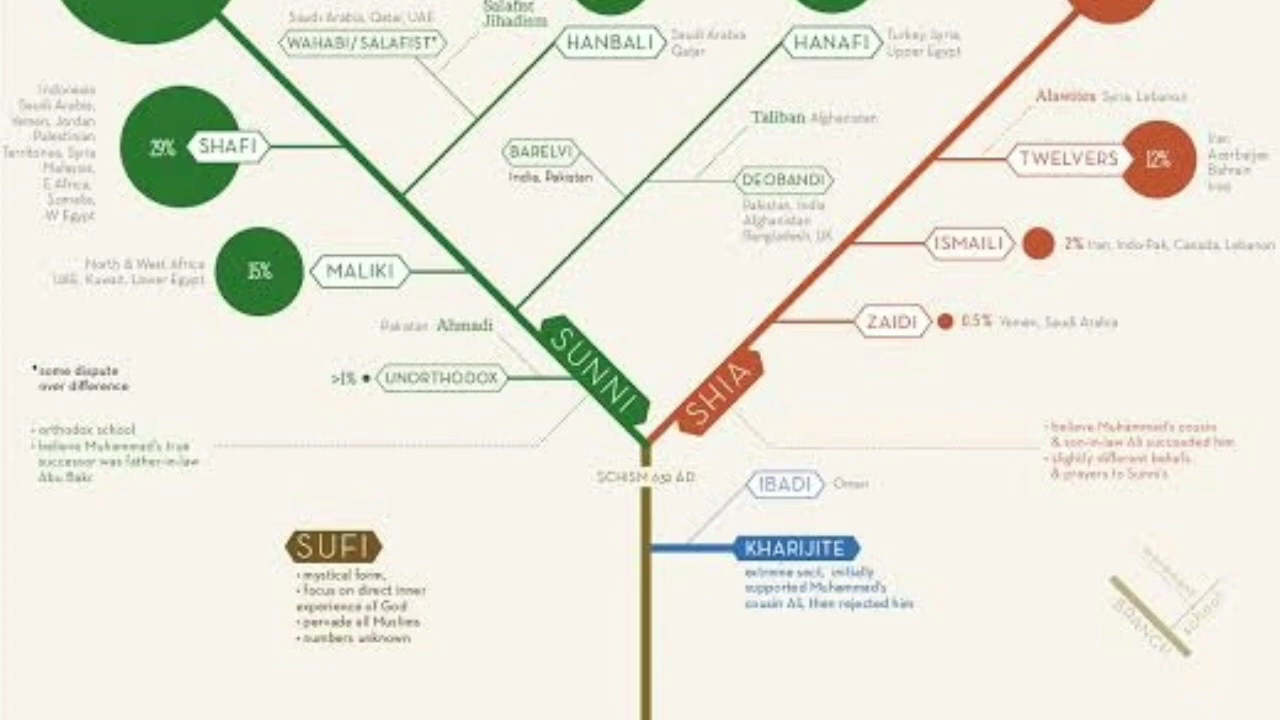 Saudi Arabia, Qatar, UAE
Salafist
Jihadism
WAHABI/SALAFIST*
HANBALI
Saudi Arabia
Qatar
HANAFI
Turkey, Syria,
Upper Egypt
Indonesia
Saudi Arabia,
Yemen, Jordan
Palestinian
Territories, Syria
Malaysia,
E Africa,
Somalia,
W Egypt
29%
SHAFI
Alawites Syria, Lebanon
Taliban Afghanistan
BARELVI
India, Pakistan
TWELVERS
12%
Iran
Azerbaijan
Bahrain
Iraq
DEOBANDI
Pakistan, India
Afghanistan
Bangladesh, UK
ISMAILI
2% Iran, Indo-Pak, Canada, Lebanon
North & West Africa
UAE, Kuwait, Lower Egypt
15%
MALIKI
ZAIDI
0.5% Yemen, Saudi Arabia
Pakistan Ahmadi
SUNNI
SHIA
>1%
UNORTHODOX
*some dispute
over difference
• orthodox school
• believe Muhammad's true
successor was father-in-law
Abu Bakr
• believe Muhammad's cousin
& son-in-law Ali succeeded him
• slightly different beliefs
& prayers to Sunni's
SCHISM 632 AD
IBADI
Oman
SUFI
• mystical form,
• focus on direct inner
experience of God
• pervade all Muslims
• numbers unknown
KHARIJITE
extreme sect, initially
supported Muhammad's
cousin Ali, then rejected him
movement
school
BRANCH